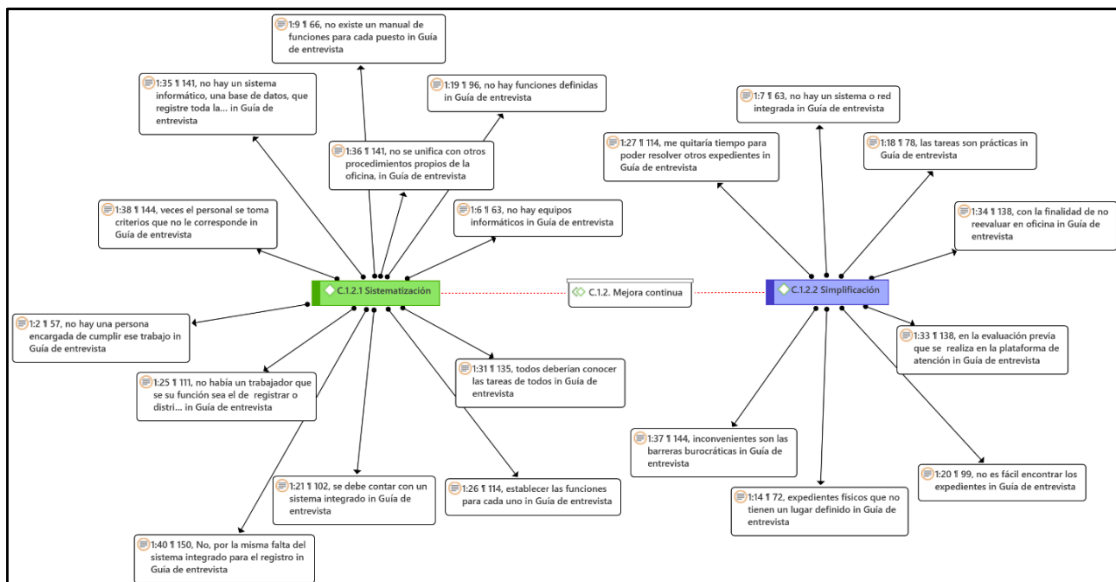 1:9 ¶ 66, no existe un manual de
funciones para cada puesto in Guía
de entrevista
1:35 ¶ 141, no hay un sistema
informático, una base de datos, que
registre toda la... in Guía de
entrevista
1:19 ¶ 96, no hay funciones definidas
in Guía de entrevista
1:36 ¶ 141, no se unifica con otros
procedimientos propios de la
oficina, in Guía de entrevista
1:38 ¶ 144, veces el personal se toma
criterios que no le corresponde in
Guía de entrevista
1:6 ¶ 63, no hay equipos
informáticos in Guía de entrevista
C.1.2.1 Sistematización
1:2 ¶ 57, no hay una persona
encargada de cumplir ese trabajo in
Guía de entrevista
1:25 ¶ 111, no había un trabajador que
se su función sea el de registrar o
distri... in Guía de entrevista
1:31 ¶ 135, todos deberían conocer
las tareas de todos in Guía de
entrevista
1:21 ¶ 102, se debe contar con un
sistema integrado in Guía de
entrevista
1:26 ¶ 114, establecer las funciones
para cada uno in Guía de entrevista
1:40 ¶ 150, No, por la misma falta del
sistema integrado para el registro in
Guía de entrevista
C.1.2. Mejora continua
1:7 ¶ 63, no hay un sistema o red
integrada in Guía de entrevista
1:27 ¶ 114, me quitaría tiempo para
poder resolver otros expedientes in
Guía de entrevista
1:18 ¶ 78, las tareas son prácticas in
Guía de entrevista
1:34 ¶ 138, con la finalidad de no
reevaluar en oficina in Guía de
entrevista
C.1.2.2 Simplificación
1:33 ¶ 138, en la evaluación previa
que se realiza en la plataforma de
atención in Guía de entrevista
1:37 ¶ 144, inconvenientes son las
barreras burocráticas in Guía de
entrevista
1:20 ¶ 99, no es fácil encontrar los
expedientes in Guía de entrevista
1:14 ¶ 72, expedientes físicos que no
tienen un lugar definido in Guía de
entrevista